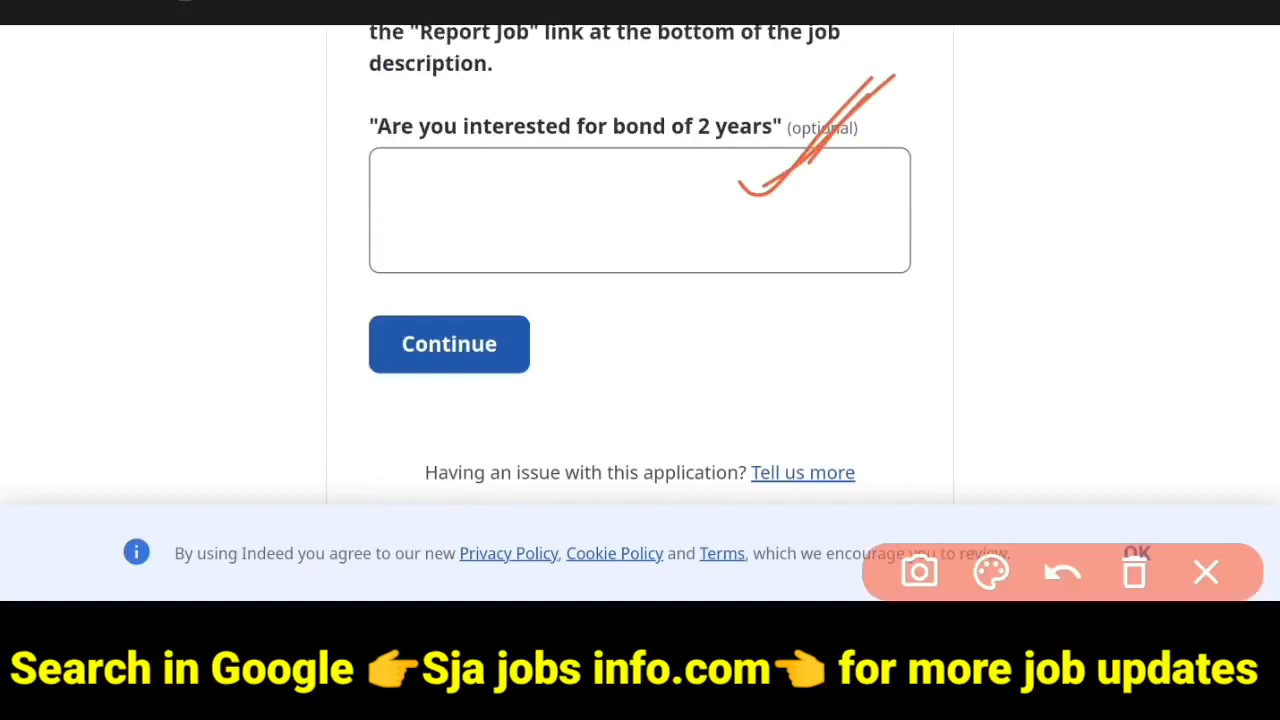 the "Report Job" link at the bottom of the job
description.
"Are you interested for bond of 2 years" (optional)
Continue
Having an issue with this application? Tell us more
By using Indeed you agree to our new Privacy Policy, Cookie Policy and Terms, which we encourage you to review.
OK
Search in Google 👉Sja jobs info.com👈 for more job updates